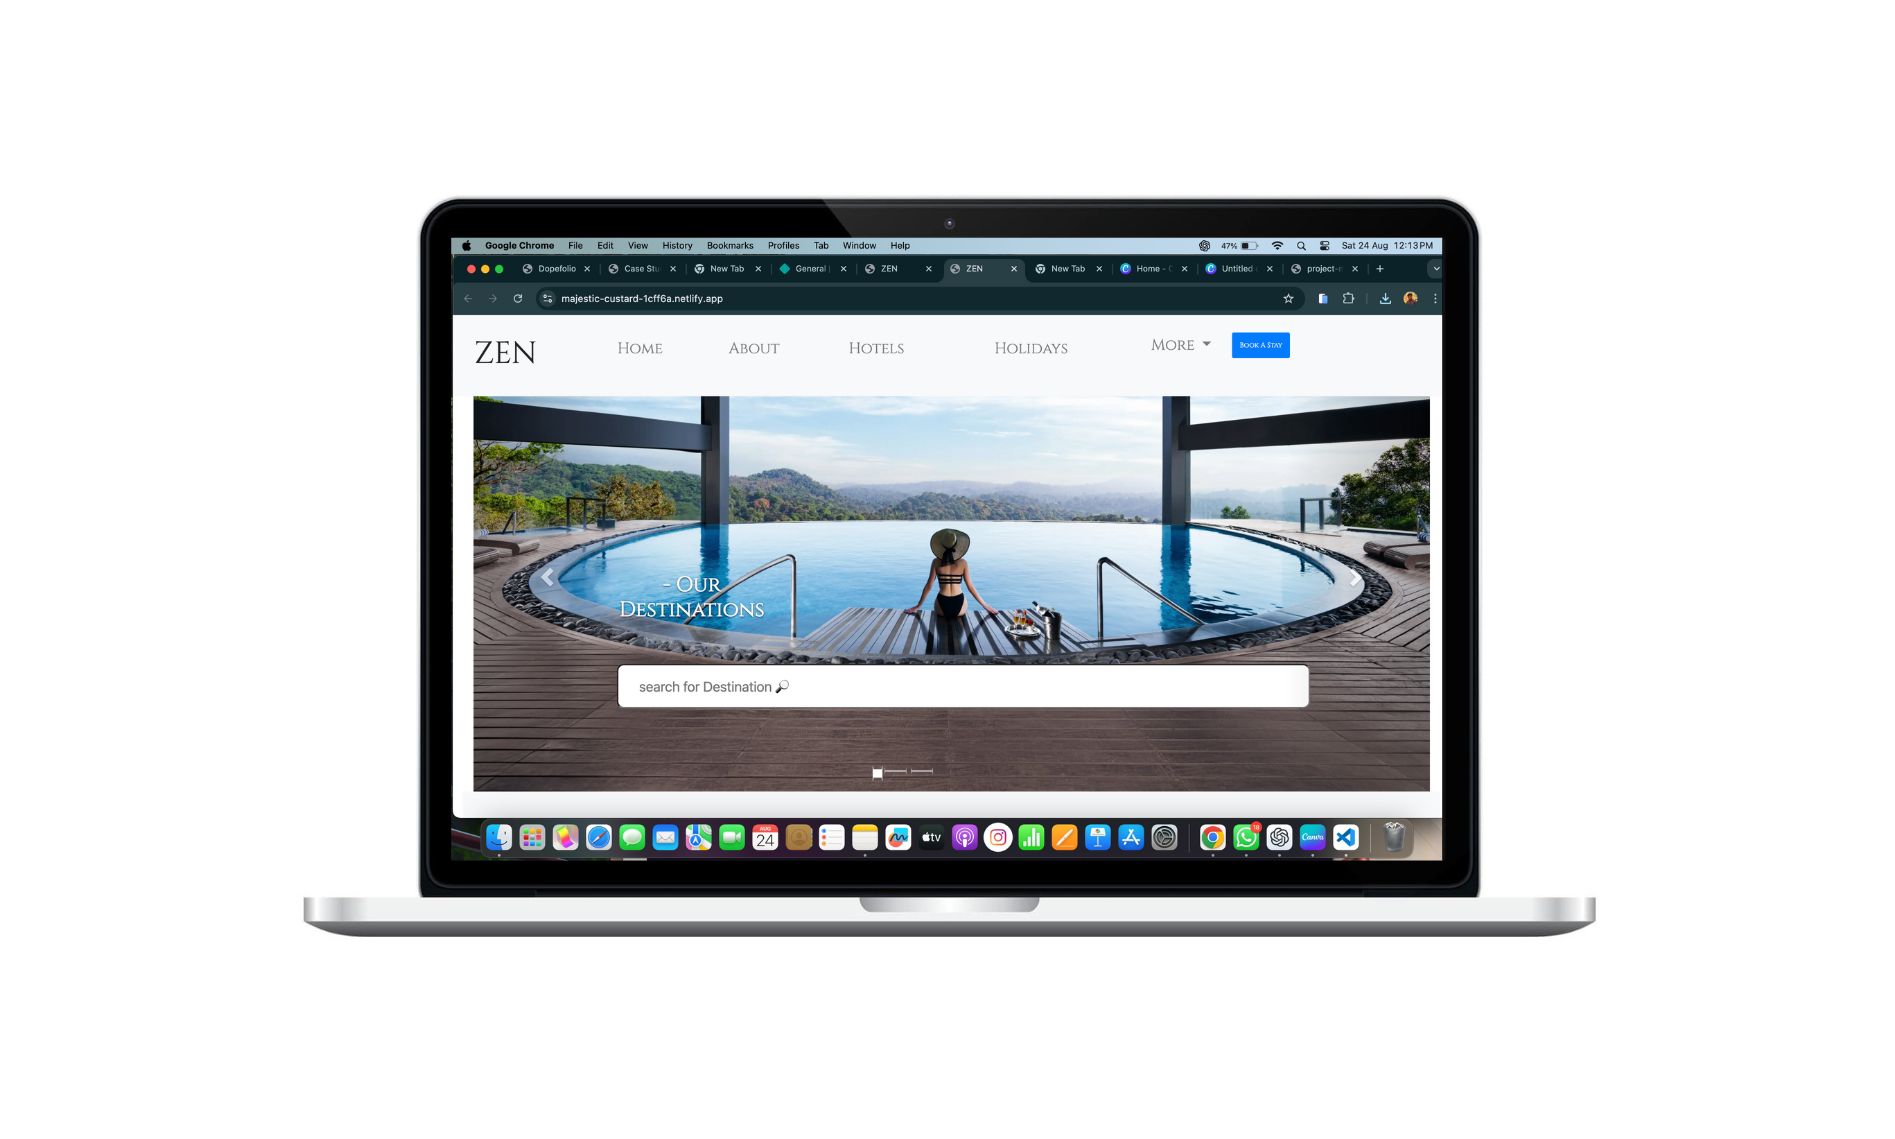 Google Chrome File Edit View History Bookmarks Profiles Tab Window Help 47% Sat 24 Aug 12:13 PM
Dopefolio Case Stu New Tab General ZEN ZEN New Tab Home - Untitled project-
majestic-custard-1cff6a.netlify.app
ZEN Home About Hotels Holidays More Book A Stay
- Our
Destinations
search for Destination
AUG
24
tv
18
Canva